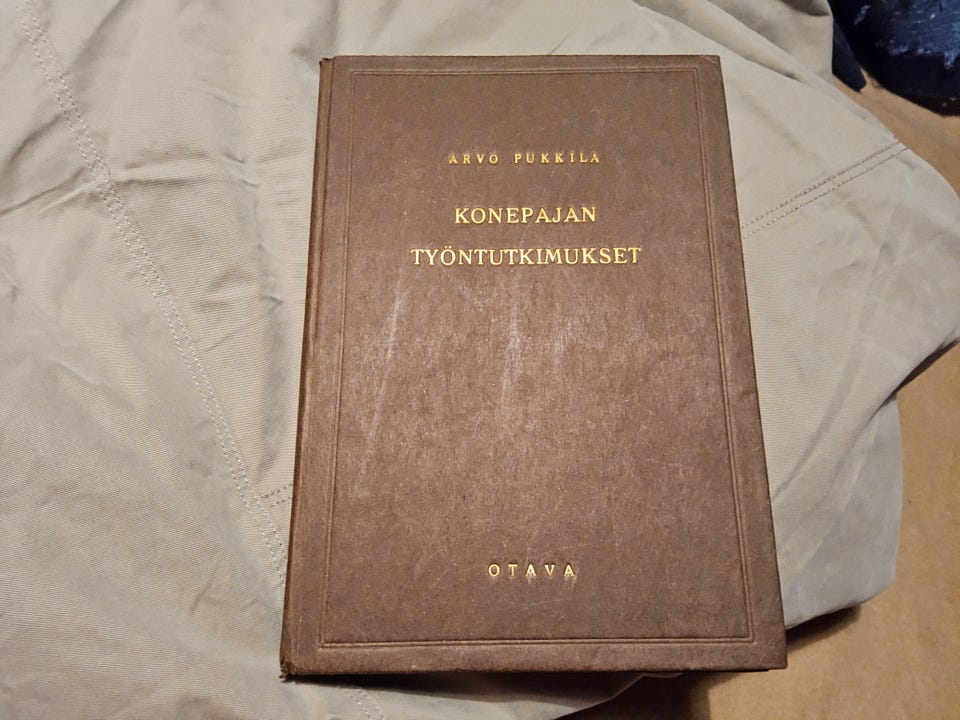 ARVO PUKKILA
KONEPAJAN
TYÖNTUTKIMUKSET
OTAVA